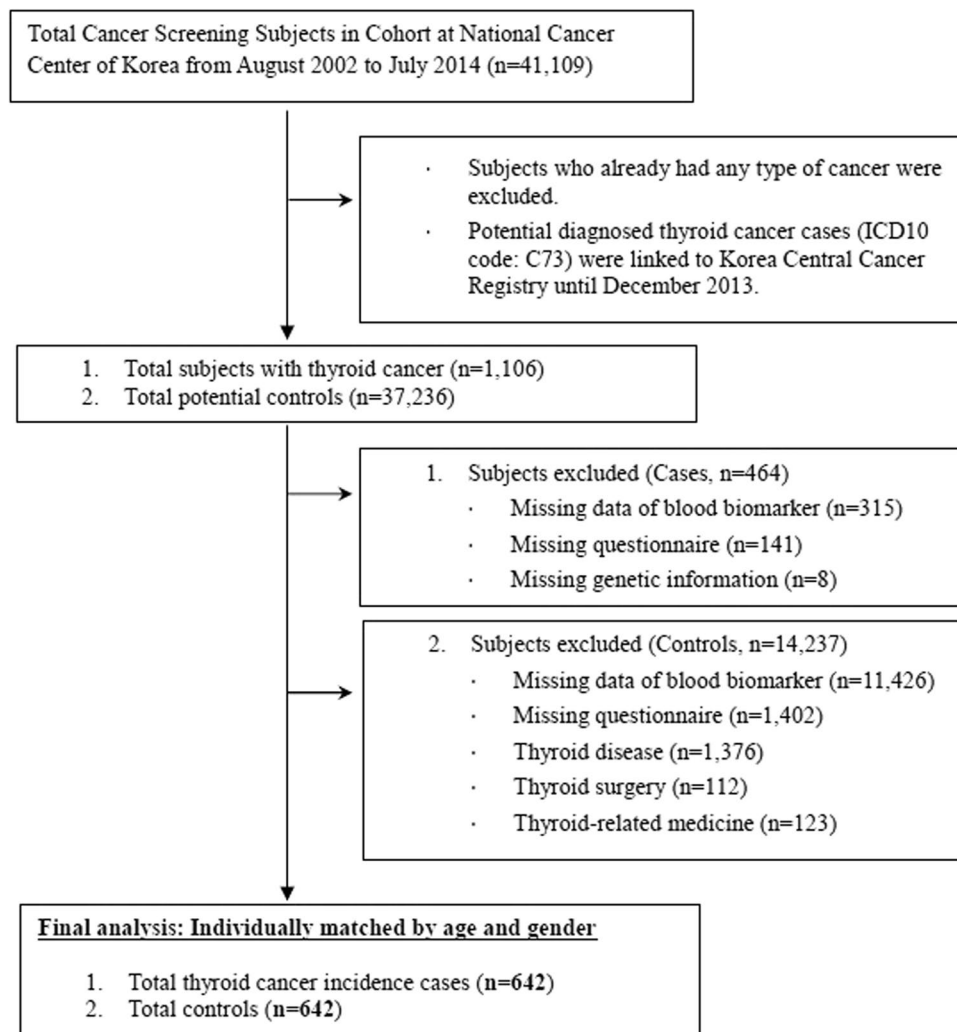 Total Cancer Screening Subjects in Cohort at National Cancer
Center of Korea from August 2002 to July 2014 (n=41,109)
· Subjects who already had any type of cancer were
excluded.
· Potential diagnosed thyroid cancer cases (ICD10
code: C73) were linked to Korea Central Cancer
Registry until December 2013.
1. Total subjects with thyroid cancer (n=1,106)
2. Total potential controls (n=37,236)
1. Subjects excluded (Cases, n=464)
· Missing data of blood biomarker (n=315)
· Missing questionnaire (n=141)
· Missing genetic information (n=8)
2. Subjects excluded (Controls, n=14,237)
· Missing data of blood biomarker (n=11,426)
· Missing questionnaire (n=1,402)
· Thyroid disease (n=1,376)
· Thyroid surgery (n=112)
· Thyroid-related medicine (n=123)
Final analysis: Individually matched by age and gender
1. Total thyroid cancer incidence cases (n=642)
2. Total controls (n=642)